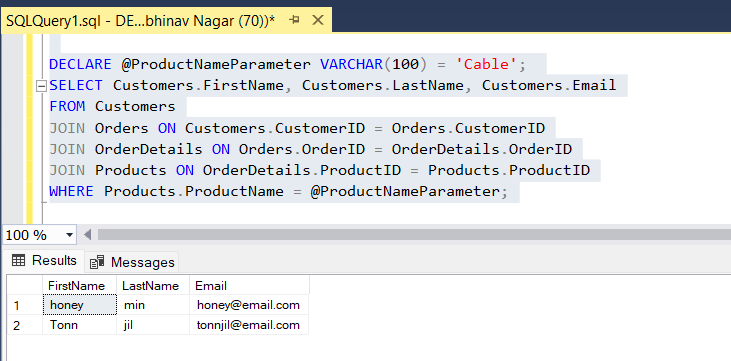 SQLQuery1.sql - DE...bhinav Nagar (70))*
DECLARE @ProductNameParameter VARCHAR(100) = 'Cable';
SELECT Customers.FirstName, Customers.LastName, Customers.Email
FROM Customers
JOIN Orders ON Customers.CustomerID = Orders.CustomerID
JOIN OrderDetails ON Orders.OrderID = OrderDetails.OrderID
JOIN Products ON OrderDetails.ProductID = Products.ProductID
WHERE Products.ProductName = @ProductNameParameter;
100 %
Results Messages
FirstName LastName Email
1 honey min honey@email.com
2 Tonn jil tonnjil@email.com